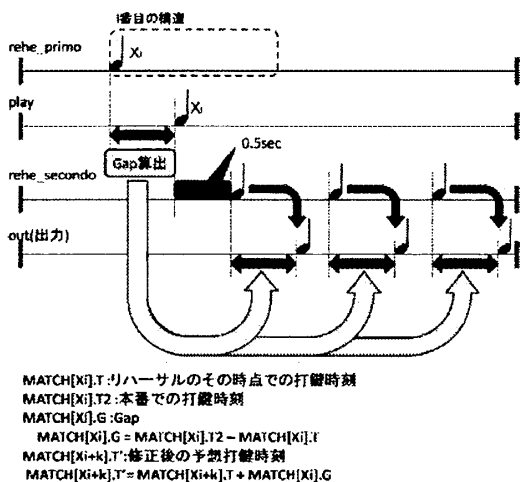 i番目の構造
rehe_primo
Xi
play
Xi
0.5sec
Gap算出
rehe_secondo
out(出力)
MATCH[Xi].T :リハーサルのその時点での打鍵時刻
MATCH[Xi].T2 :本番での打鍵時刻
MATCH[Xi].G :Gap
MATCH[Xi].G = MATCH[Xi].T2 − MATCH[Xi].T
MATCH[Xi+k].T':修正後の予想打鍵時刻
MATCH[Xi+k].T'= MATCH[Xi+k].T + MATCH[Xi].G